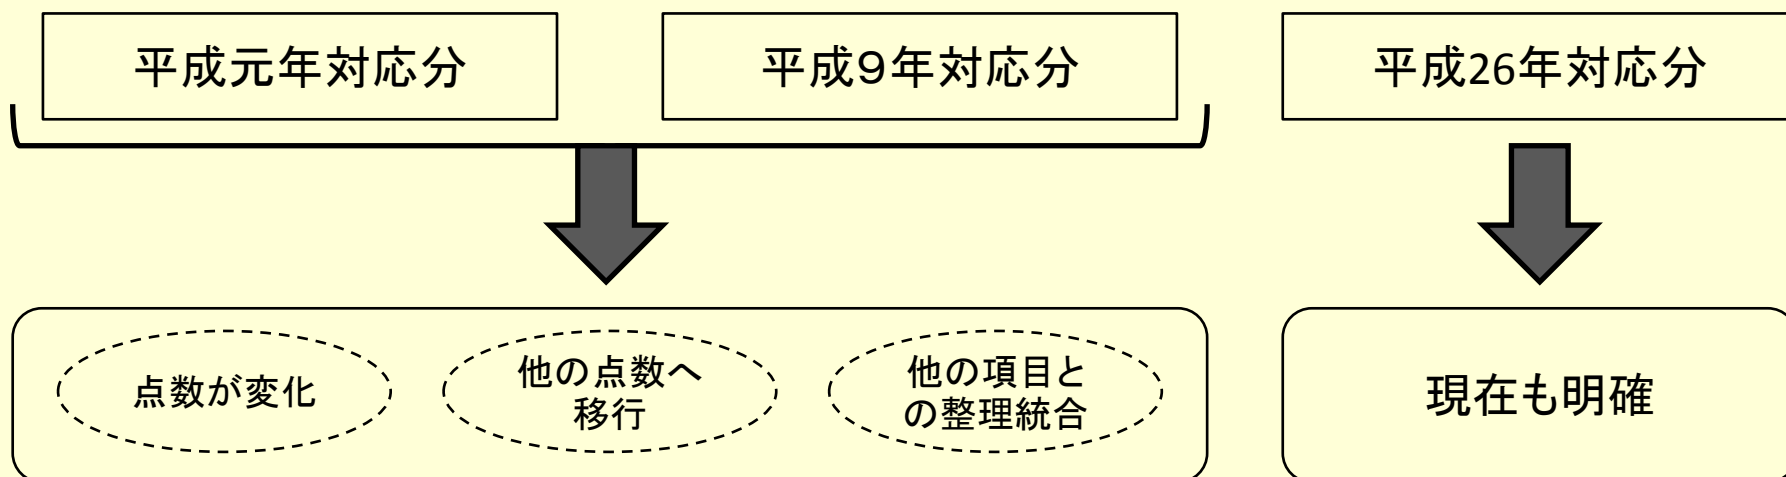 平成元年対応分
平成９年対応分
平成26年対応分
点数が変化
他の点数へ
移行
他の項目と
の整理統合
現在も明確